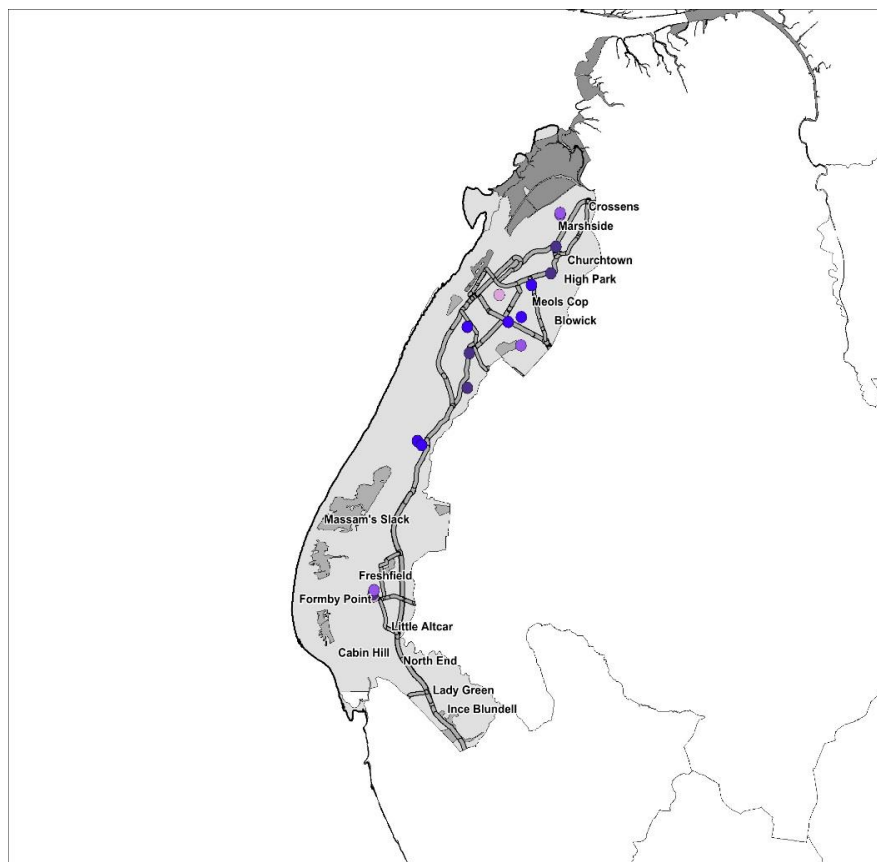 Crossens
Marshside
Churchtown
High Park
Meols Cop
Blowick
Massam's Slack
Freshfield
Formby Point
Little Altcar
Cabin Hill
North End
Lady Green
Ince Blundell